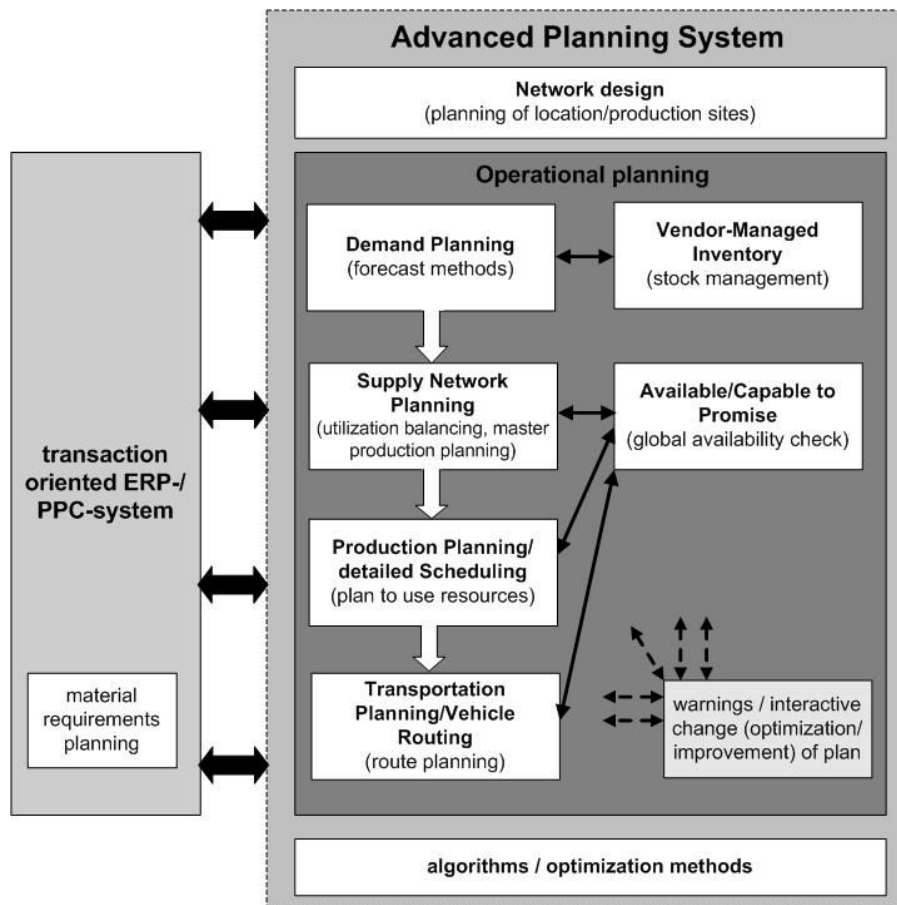 Advanced Planning System
Network design
(planning of location/production sites)
Operational planning
Demand Planning
(forecast methods)
Vendor-Managed
Inventory
(stock management)
Supply Network
Planning
(utilization balancing, master
production planning)
Available/Capable to
Promise
(global availability check)
transaction
oriented ERP-/
PPC-system
Production Planning/
detailed Scheduling
(plan to use resources)
material
requirements
planning
Transportation
Planning/Vehicle
Routing
(route planning)
warnings / interactive
change (optimization/
improvement) of plan
algorithms / optimization methods